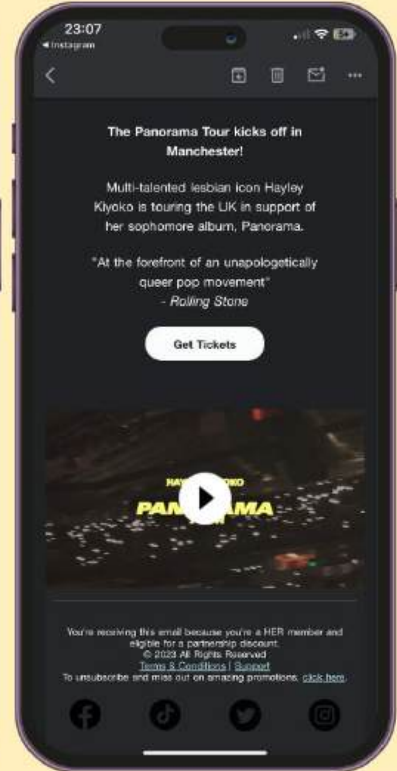 23:07
◀ Instagram
The Panorama Tour kicks off in
Manchester!
Multi-talented lesbian icon Hayley
Kiyoko is touring the UK in support of
her sophomore album, Panorama.
"At the forefront of an unapologetically
queer pop movement"
- Rolling Stone
Get Tickets
You're receiving this email because you're a HER member and
eligible for a partnership discount.
© 2023 All Rights Reserved
Terms & Conditions | Support
To unsubscribe and miss out on amazing promotions, click here.